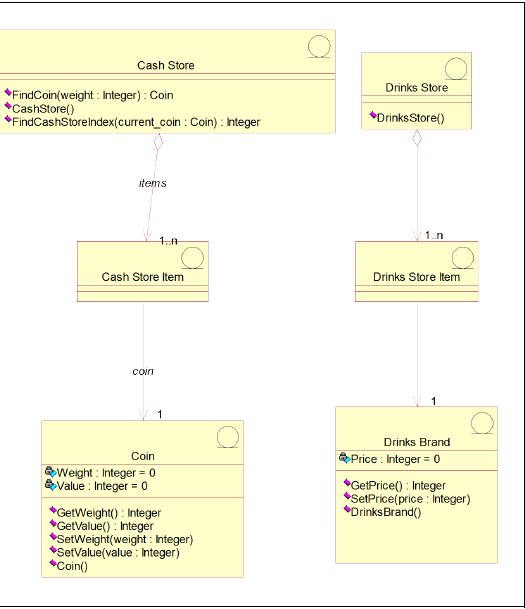 Cash Store
FindCoin(weight : Integer) : Coin
CashStore()
FindCashStoreIndex(current_coin : Coin) : Integer
Drinks Store
DrinksStore()
items
1..n
1..n
Cash Store Item
Drinks Store Item
coin
1
1
Coin
Weight : Integer = 0
Value : Integer = 0
GetWeight() : Integer
GetValue() : Integer
SetWeight(weight : Integer)
SetValue(value : Integer)
Coin()
Drinks Brand
Price : Integer = 0
GetPrice() : Integer
SetPrice(price : Integer)
DrinksBrand()